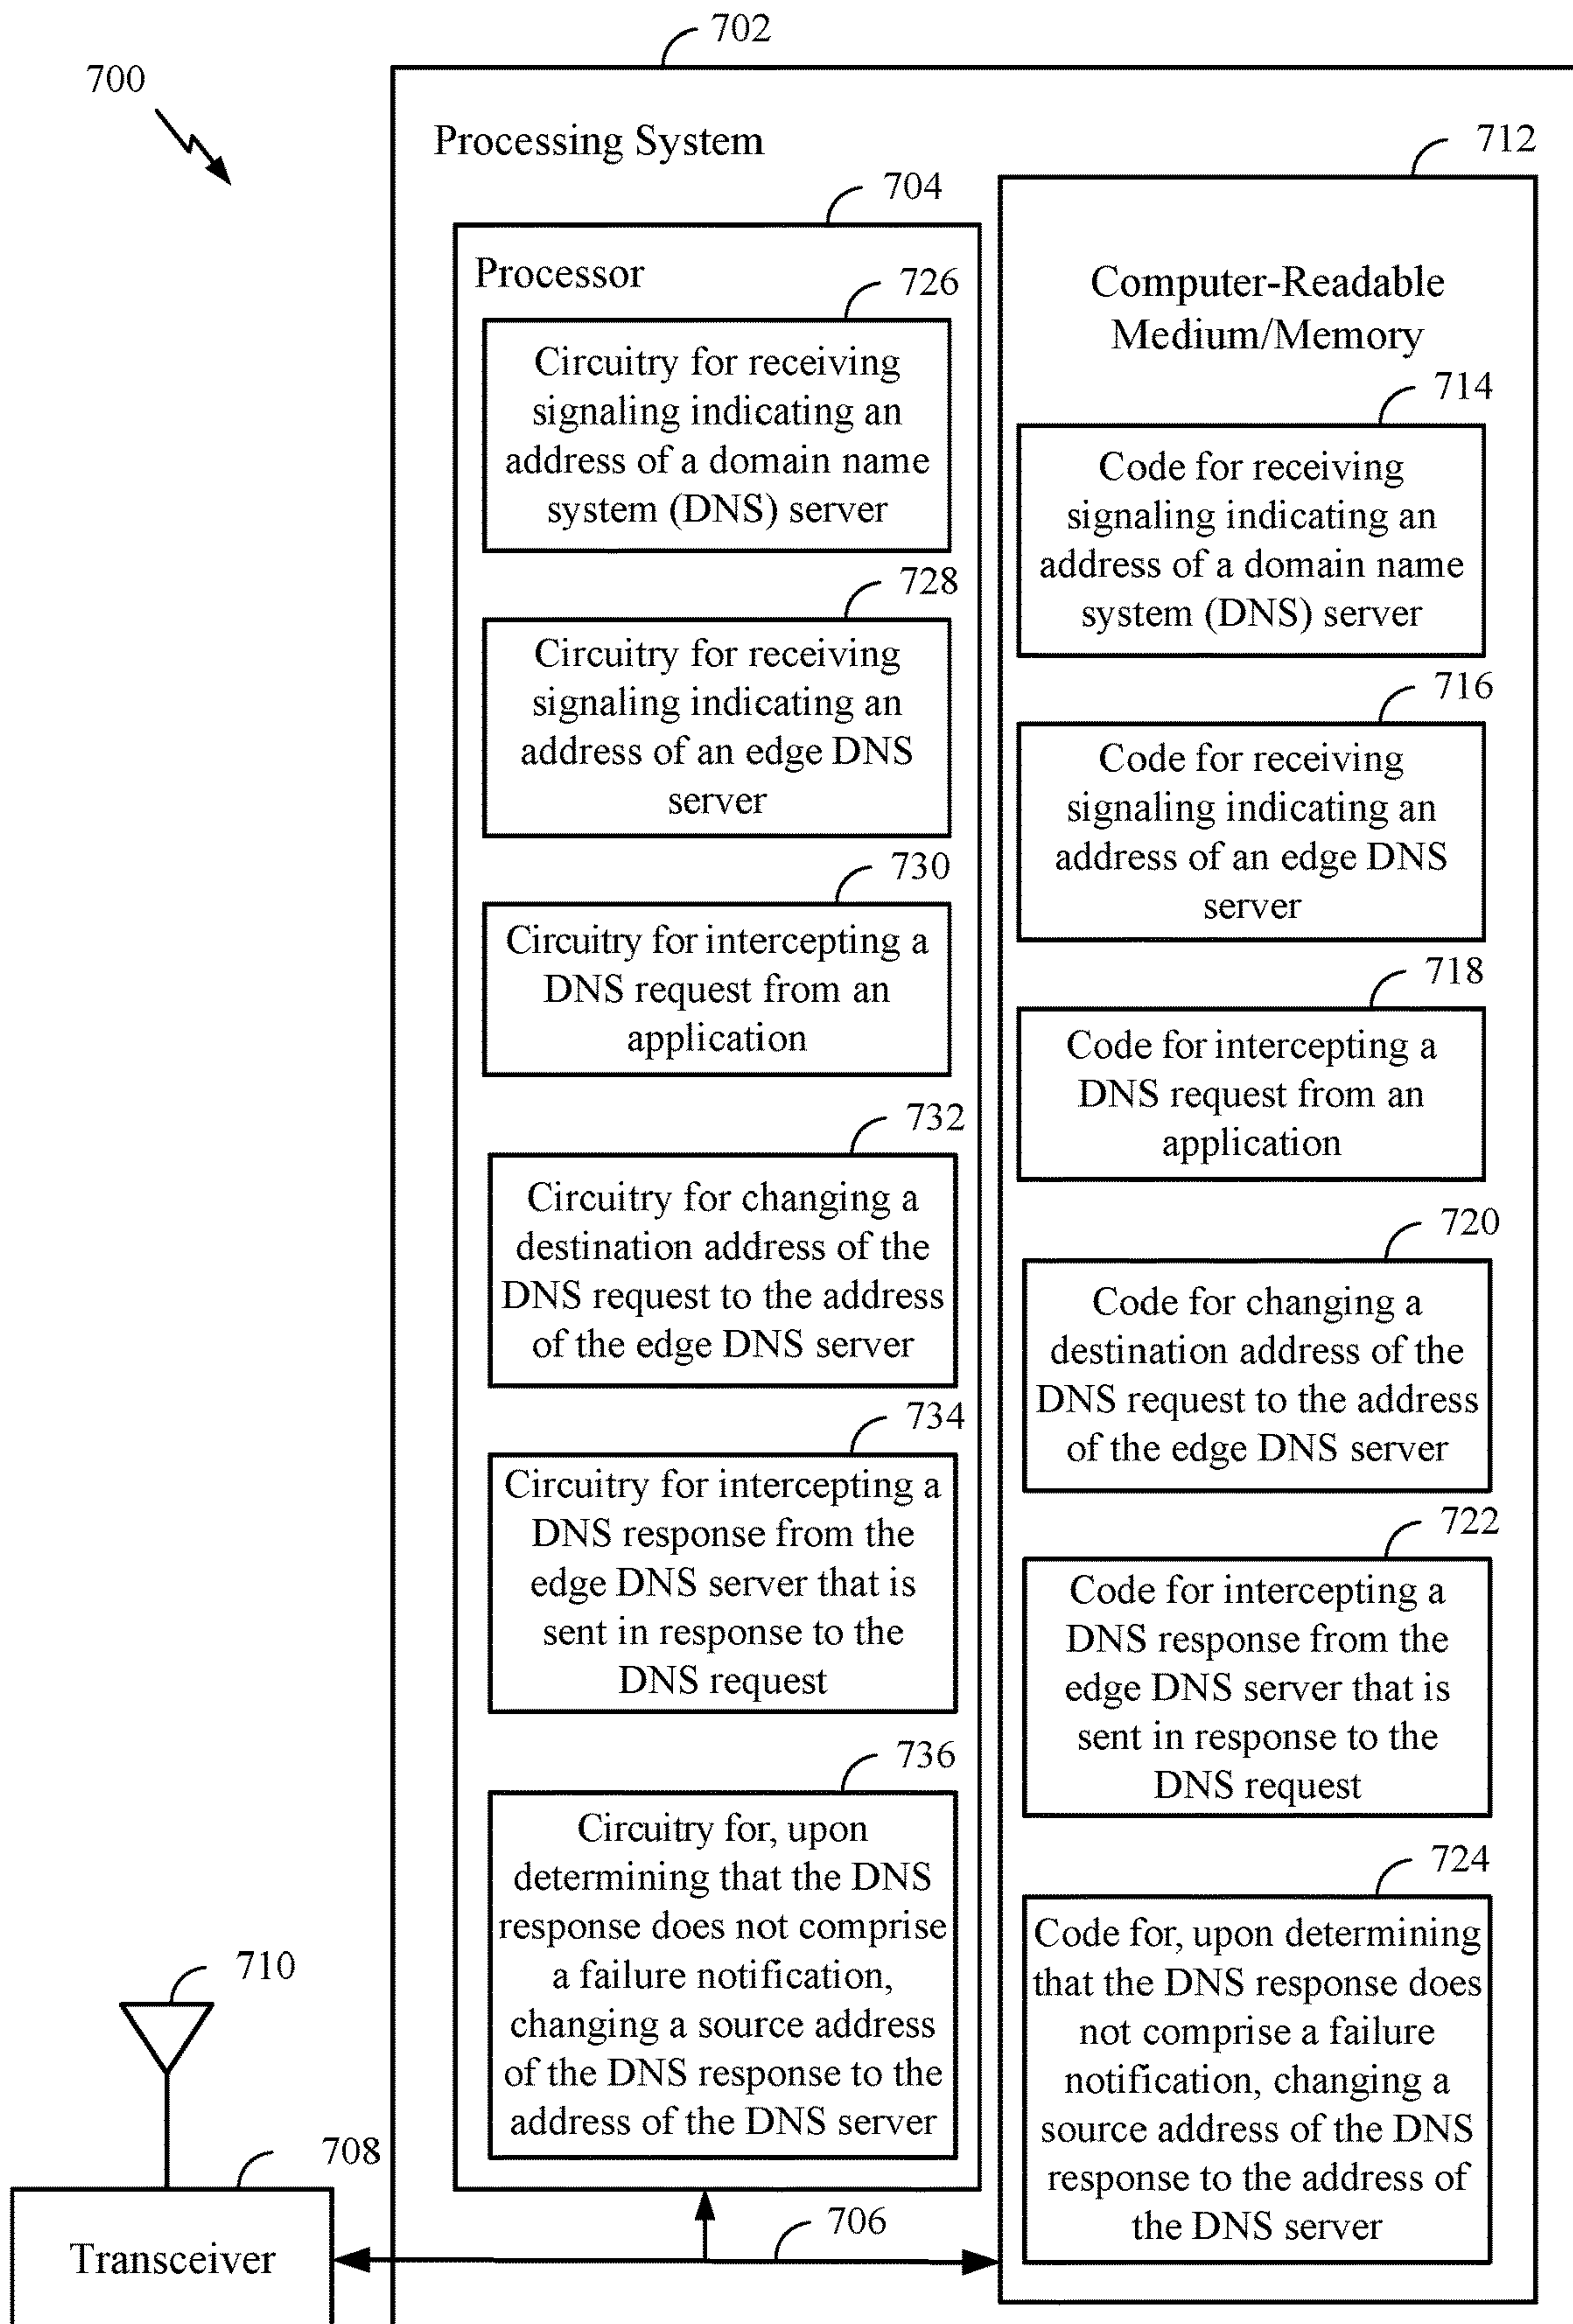 702
700
Processing System
712
704
Processor
726
Circuitry for receiving
signaling indicating an
address of a domain name
system (DNS) server
728
Circuitry for receiving
signaling indicating an
address of an edge DNS
server
730
Circuitry for intercepting a
DNS request from an
application
732
Circuitry for changing a
destination address of the
DNS request to the address
of the edge DNS server
734
Circuitry for intercepting a
DNS response from the
edge DNS server that is
sent in response to the
DNS request
736
Circuitry for, upon
determining that the DNS
response does not comprise
a failure notification,
changing a source address
of the DNS response to the
address of the DNS server
Computer-Readable
Medium/Memory
714
Code for receiving
signaling indicating an
address of a domain name
system (DNS) server
716
Code for receiving
signaling indicating an
address of an edge DNS
server
718
Code for intercepting a
DNS request from an
application
720
Code for changing a
destination address of the
DNS request to the address
of the edge DNS server
722
Code for intercepting a
DNS response from the
edge DNS server that is
sent in response to the
DNS request
724
Code for, upon determining
that the DNS response does
not comprise a failure
notification, changing a
source address of the DNS
response to the address of
the DNS server
710
708
Transceiver
706